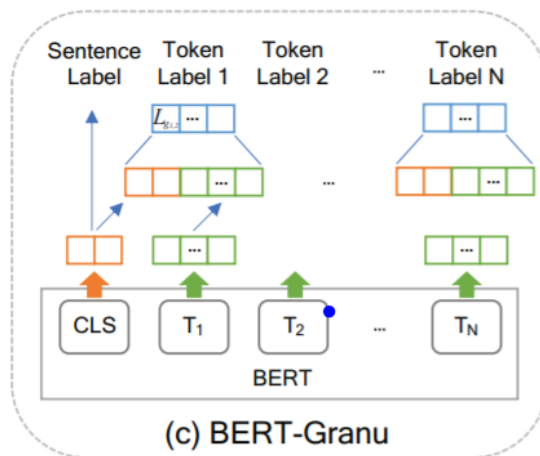 Sentence Label
Token Label 1
Token Label 2
...
Token Label N
L
...
...
...
...
...
...
...
CLS
T1
T2
...
TN
BERT
(c) BERT-Granu